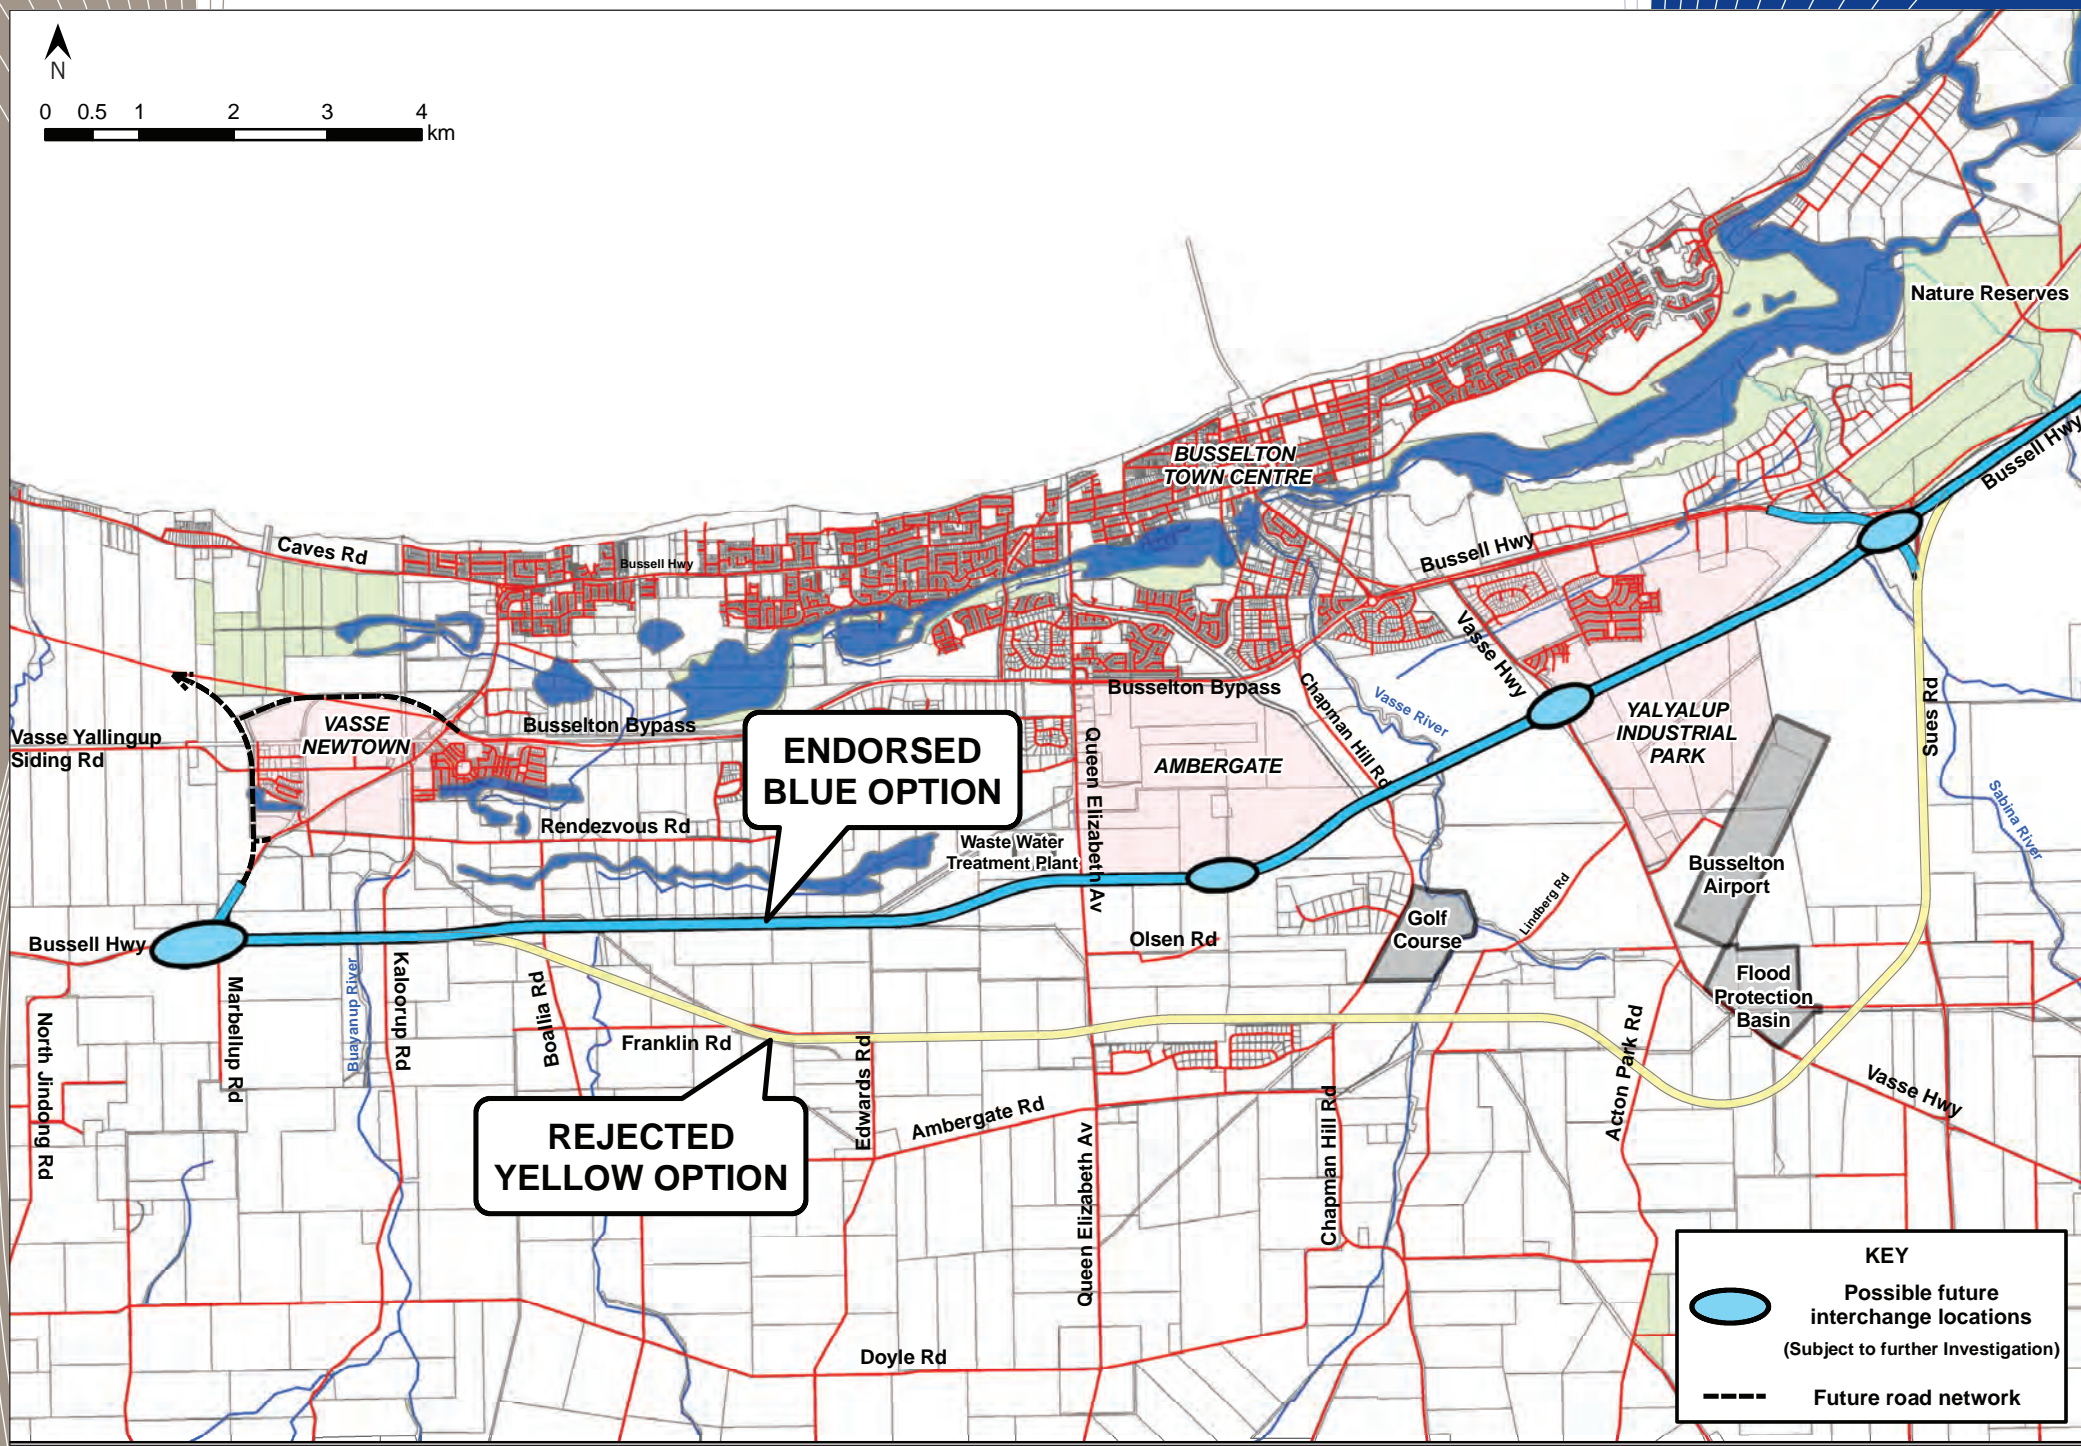 N
0 0.5 1 2 3 4
km
Nature Reserves
Bussell Hwy
BUSSELTON
TOWN CENTRE
Caves Rd
Bussell Hwy
Bussell Hwy
Vasse Hwy
Vasse Yallingup
Siding Rd
VASSE
NEWTOWN
Busselton Bypass
Busselton Bypass
Chapman Hill Rd
Vasse River
Queen Elizabeth Av
AMBERGATE
YALYALUP
INDUSTRIAL
PARK
Sues Rd
Sabina River
ENDORSED
BLUE OPTION
Rendezvous Rd
Waste Water
Treatment Plant
Busselton
Airport
Lindberg Rd
Golf
Course
Olsen Rd
Bussell Hwy
Marbellup Rd
Buayanup River
Kaloorup Rd
Boallia Rd
North Jindong Rd
Flood
Protection
Basin
Franklin Rd
Edwards Rd
Acton Park Rd
Vasse Hwy
Ambergate Rd
REJECTED
YELLOW OPTION
Queen Elizabeth Av
Chapman Hill Rd
Doyle Rd
KEY
Possible future
interchange locations
(Subject to further Investigation)
Future road network